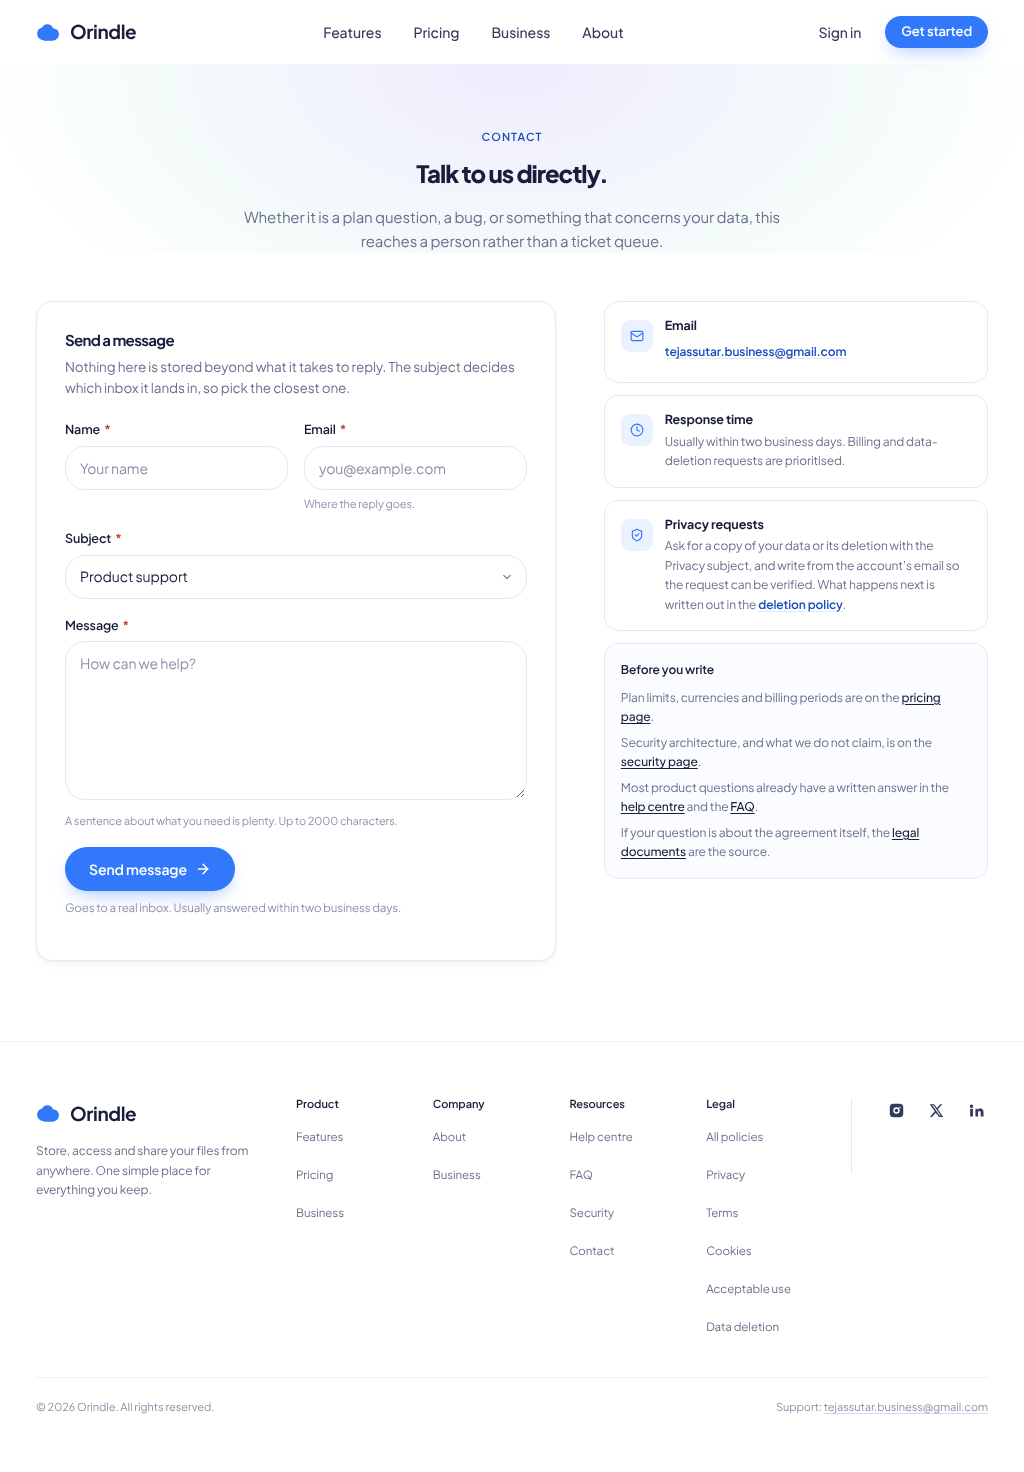 Orindle
Features
Pricing
Business
About
Sign in
Get started
CONTACT
Talk to us directly.
Whether it is a plan question, a bug, or something that concerns your data, this
reaches a person rather than a ticket queue.
Send a message
Nothing here is stored beyond what it takes to reply. The subject decides
which inbox it lands in, so pick the closest one.
Name *
Your name
Email *
you@example.com
Where the reply goes.
Subject *
Product support
Message *
How can we help?
A sentence about what you need is plenty. Up to 2000 characters.
Send message
Goes to a real inbox. Usually answered within two business days.
Email
tejassutar.business@gmail.com
Response time
Usually within two business days. Billing and data-
deletion requests are prioritised.
Privacy requests
Ask for a copy of your data or its deletion with the
Privacy subject, and write from the account's email so
the request can be verified. What happens next is
written out in the deletion policy.
Before you write
Plan limits, currencies and billing periods are on the pricing
page.
Security architecture, and what we do not claim, is on the
security page.
Most product questions already have a written answer in the
help centre and the FAQ.
If your question is about the agreement itself, the legal
documents are the source.
Orindle
Store, access and share your files from
anywhere. One simple place for
everything you keep.
Product
Features
Pricing
Business
Company
About
Business
Resources
Help centre
FAQ
Security
Contact
Legal
All policies
Privacy
Terms
Cookies
Acceptable use
Data deletion
© 2026 Orindle. All rights reserved.
Support: tejassutar.business@gmail.com